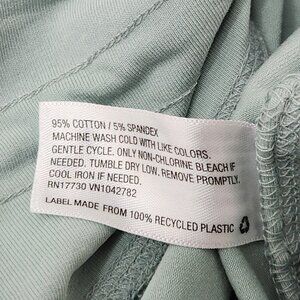 95% COTTON / 5% SPANDEX
MACHINE WASH COLD WITH LIKE COLORS.
GENTLE CYCLE. ONLY NON-CHLORINE BLEACH IF
NEEDED. TUMBLE DRY LOW. REMOVE PROMPTLY.
COOL IRON IF NEEDED.
RN17730 VN1042782
LABEL MADE FROM 100% RECYCLED PLASTIC